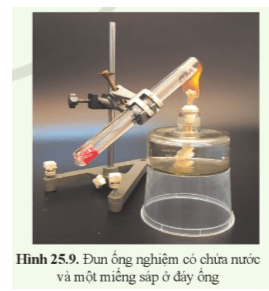 Hình 25.9. Đun ống nghiệm có chứa nước
và một miếng sáp ở đáy ống